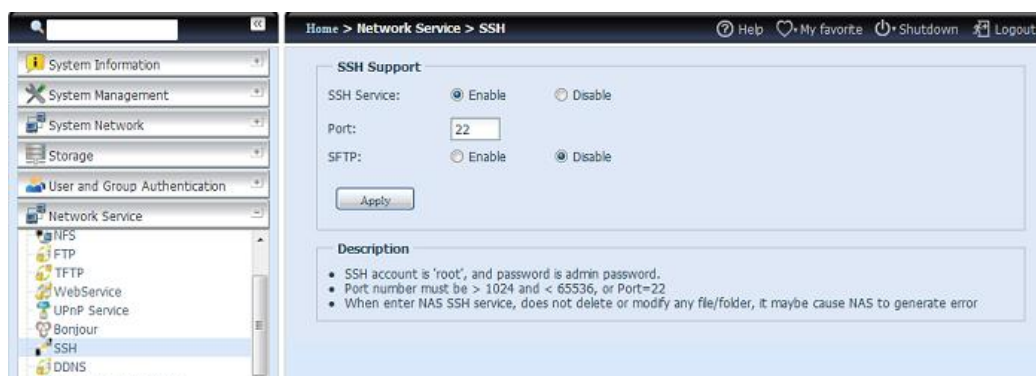 Home > Network Service > SSH
Help
My favorite
Shutdown
Logout
System Information
System Management
System Network
Storage
User and Group Authentication
Network Service
NFS
FTP
TFTP
WebService
UPnP Service
Bonjour
SSH
DDNS
SSH Support
SSH Service: Enable Disable
Port: 22
SFTP: Enable Disable
Apply
Description
SSH account is 'root', and password is admin password.
Port number must be > 1024 and < 65536, or Port=22
When enter NAS SSH service, does not delete or modify any file/folder, it maybe cause NAS to generate error